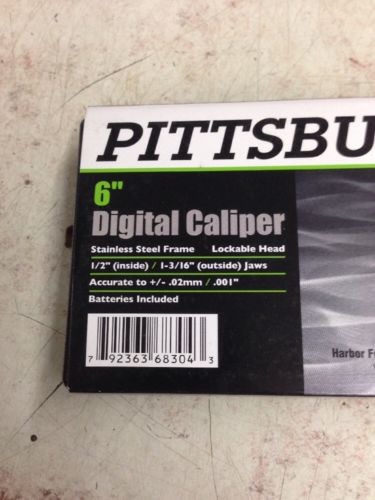 PITTSBU
6"
Digital Caliper
Stainless Steel Frame Lockable Head
1/2" (inside) / 1-3/16" (outside) Jaws
Accurate to +/- .02mm / .001"
Batteries Included
7 92363 68304 3
Harbor F